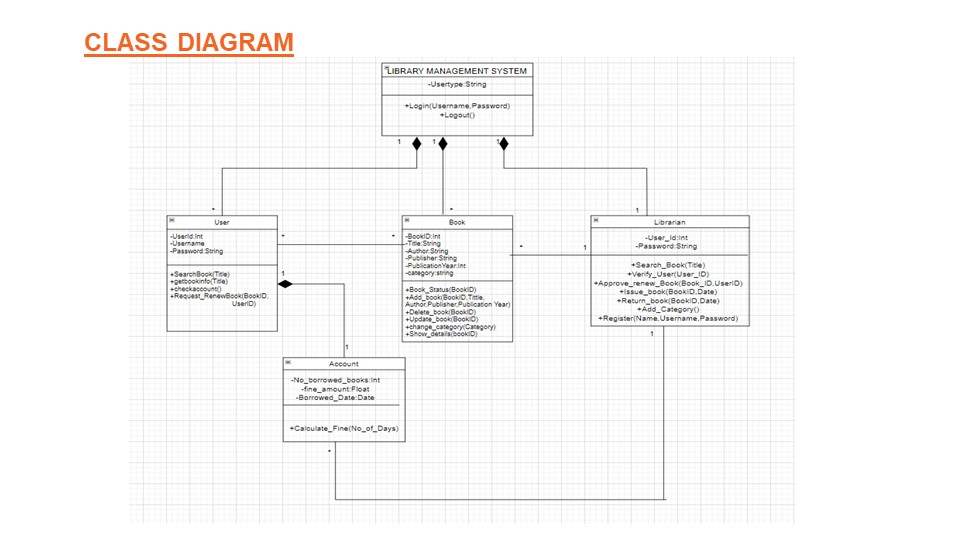 CLASS DIAGRAM
LIBRARY MANAGEMENT SYSTEM
-Usertype:String
+Login(Username,Password)
+Logout()
1
1
1
*
*
1
User
-UserId:Int
-Username
-Password:String
+SearchBook(Title)
+getbookinfo(Title)
+checkaccount()
+Request_RenewBook(BookID,
UserID)
*
*
1
Book
-BookID:Int
-Title:String
-Author:String
-Publisher:String
-PublicationYear:Int
-category:string
+Book_Status(BookID)
+Add_book(BookID,Title,
Author,Publisher,Publication Year)
+Delete_book(BookID)
+Update_book(BookID)
+change_category(Category)
+Show_details(bookID)
*
1
Librarian
-User_Id:Int
-Password:String
+Search_Book(Title)
+Verify_User(User_ID)
+Approve_renew_Book(Book_ID,UserID)
+Issue_book(BookID,Date)
+Return_book(BookID,Date)
+Add_Category()
+Register(Name,Username,Password)
1
1
Account
-No_borrowed_books:Int
-fine_amount:Float
-Borrowed_Date:Date
+Calculate_Fine(No_of_Days)
*